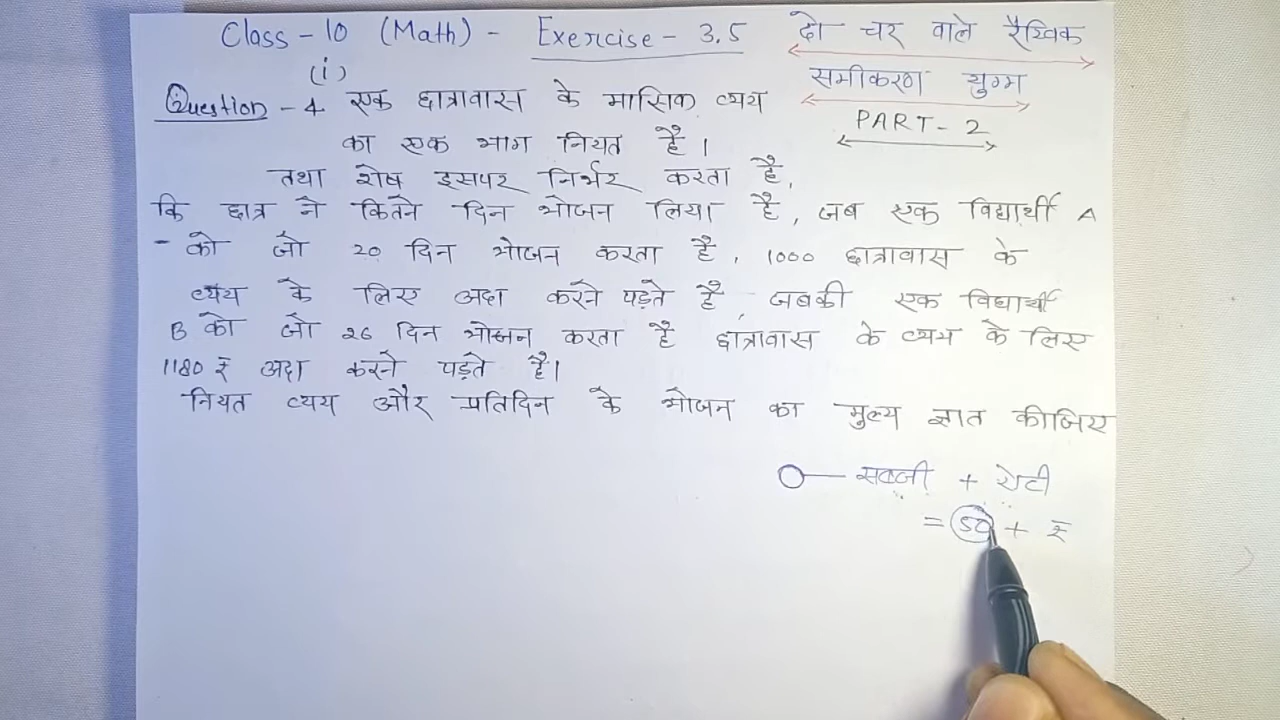 Class - 10 (Math) - Exercise - 3.5 दो चर वाले रैखिक
समीकरण युग्म
PART - 2
(i)
Question - 4 एक छात्रावास के मासिक व्यय
का एक भाग नियत है।
तथा शेष इसपर निर्भर करता है,
कि छात्र ने कितने दिन भोजन लिया है, जब एक विद्यार्थी A
- को जो 20 दिन भोजन करता है, 1000 छात्रावास के
व्यय के लिए अदा करने पड़ते हैं, जबकी एक विद्यार्थी
B को जो 26 दिन भोजन करता है छात्रावास के व्यय के लिए
1180 ₹ अदा करने पड़ते है।
नियत व्यय और प्रतिदिन के भोजन का मुल्य ज्ञात कीजिए
सब्जी + रोटी
= 50 + ₹